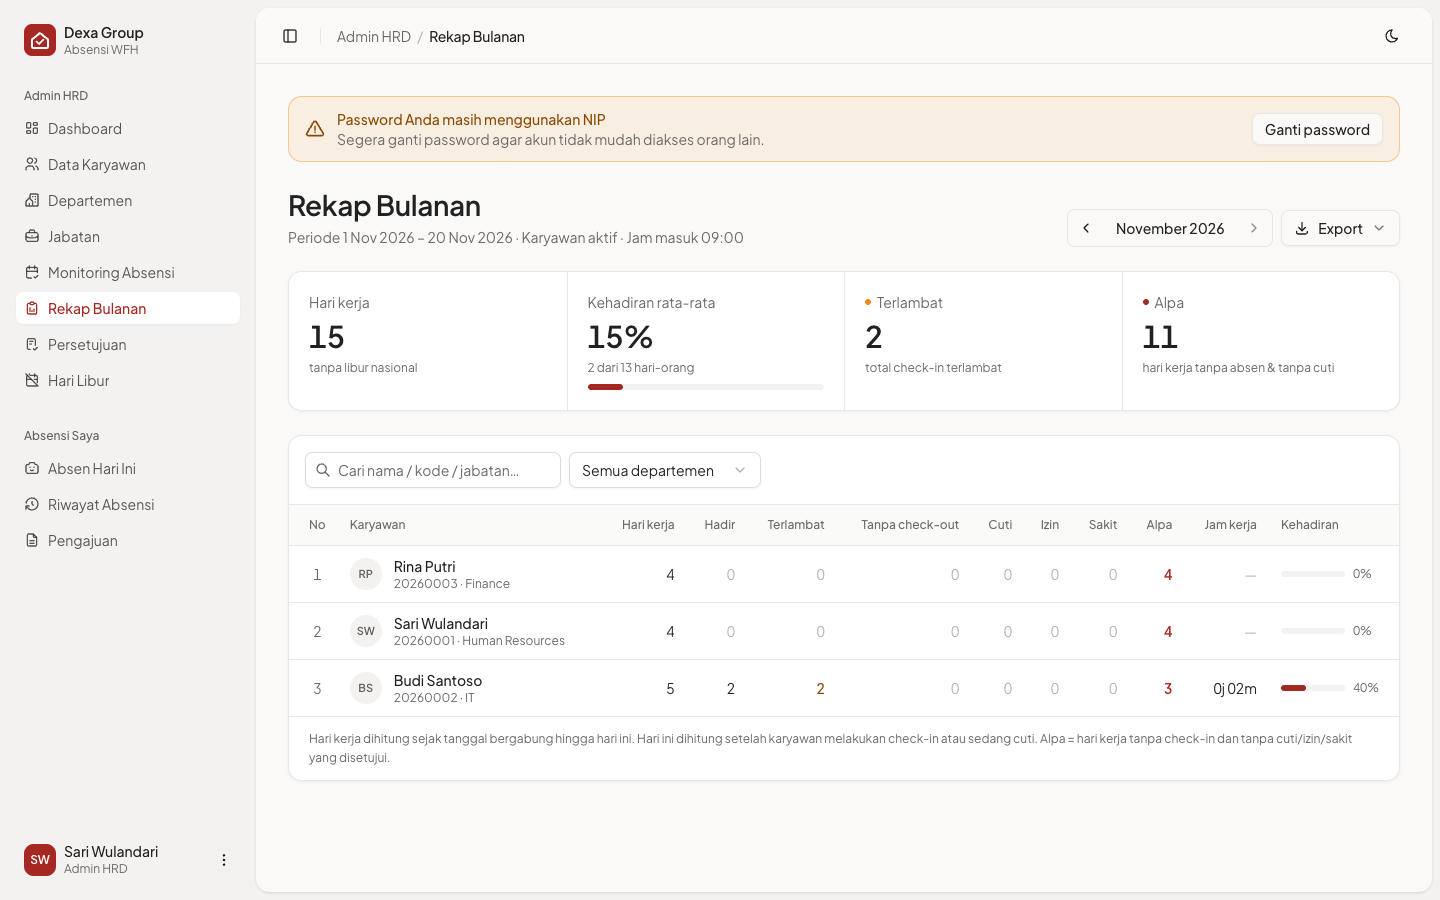 Dexa Group
Absensi WFH
Admin HRD
Dashboard
Data Karyawan
Departemen
Jabatan
Monitoring Absensi
Rekap Bulanan
Persetujuan
Hari Libur
Absensi Saya
Absen Hari Ini
Riwayat Absensi
Pengajuan
SW
Sari Wulandari
Admin HRD
Admin HRD / Rekap Bulanan
Password Anda masih menggunakan NIP
Segera ganti password agar akun tidak mudah diakses orang lain.
Ganti password
Rekap Bulanan
Periode 1 Nov 2026 – 20 Nov 2026 · Karyawan aktif · Jam masuk 09:00
November 2026
Export
Hari kerja
15
tanpa libur nasional
Kehadiran rata-rata
15%
2 dari 13 hari-orang
Terlambat
2
total check-in terlambat
Alpa
11
hari kerja tanpa absen & tanpa cuti
Cari nama / kode / jabatan...
Semua departemen
No Karyawan Hari kerja Hadir Terlambat Tanpa check-out Cuti Izin Sakit Alpa Jam kerja Kehadiran
1 RP Rina Putri 4 0 0 0 0 0 0 4 — 0%
20260003 · Finance
2 SW Sari Wulandari 4 0 0 0 0 0 0 4 — 0%
20260001 · Human Resources
3 BS Budi Santoso 5 2 2 0 0 0 0 3 0j 02m 40%
20260002 · IT
Hari kerja dihitung sejak tanggal bergabung hingga hari ini. Hari ini dihitung setelah karyawan melakukan check-in atau sedang cuti. Alpa = hari kerja tanpa check-in dan tanpa cuti/izin/sakit
yang disetujui.